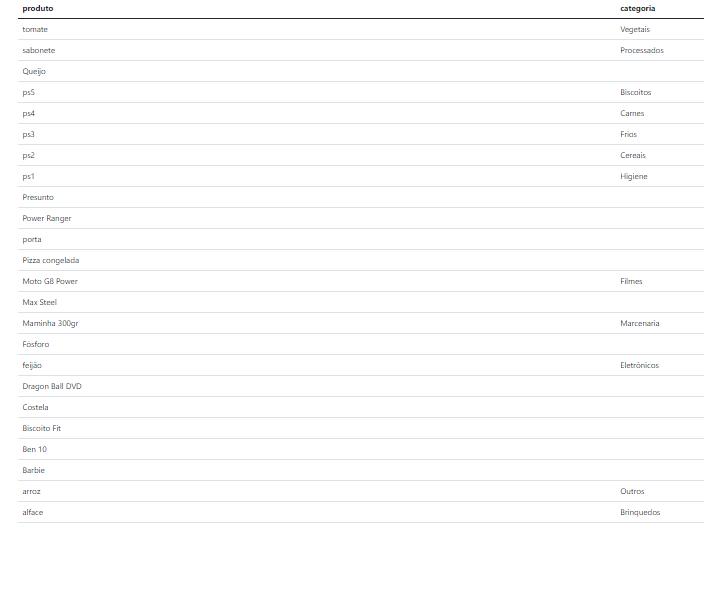 produto categoria
tomate Vegetais
sabonete Processados
Queijo
ps5 Biscoitos
ps4 Carnes
ps3 Frios
ps2 Cereais
ps1 Higiene
Presunto
Power Ranger
porta
Pizza congelada
Moto G8 Power Filmes
Max Steel
Maminha 300gr Marcenaria
Fósforo
feijão Eletrônicos
Dragon Ball DVD
Costela
Biscoito Fit
Ben 10
Barbie
arroz Outros
alface Brinquedos